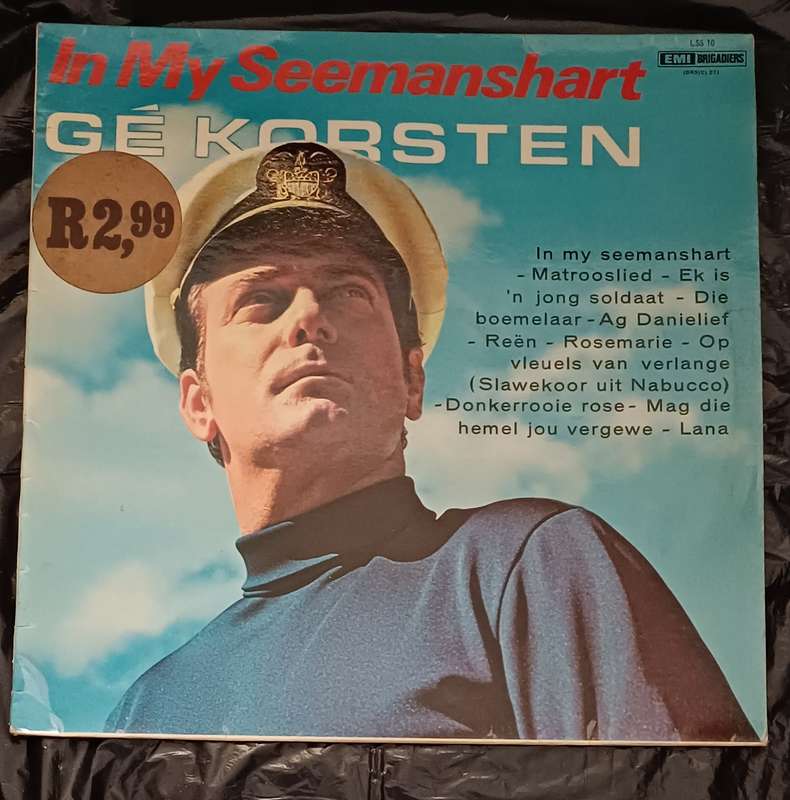 LSS 10
In My Seemanshart
EMI BRIGADIERS
GÉ KORSTEN
R2,99
In my seemanshart
- Matrooslied - Ek is
'n jong soldaat - Die
boemelaar - Ag Danielief
- Reën - Rosemarie - Op
vleuels van verlange
(Slawekoor uit Nabucco)
-Donkerrooie rose- Mag die
hemel jou vergewe - Lana